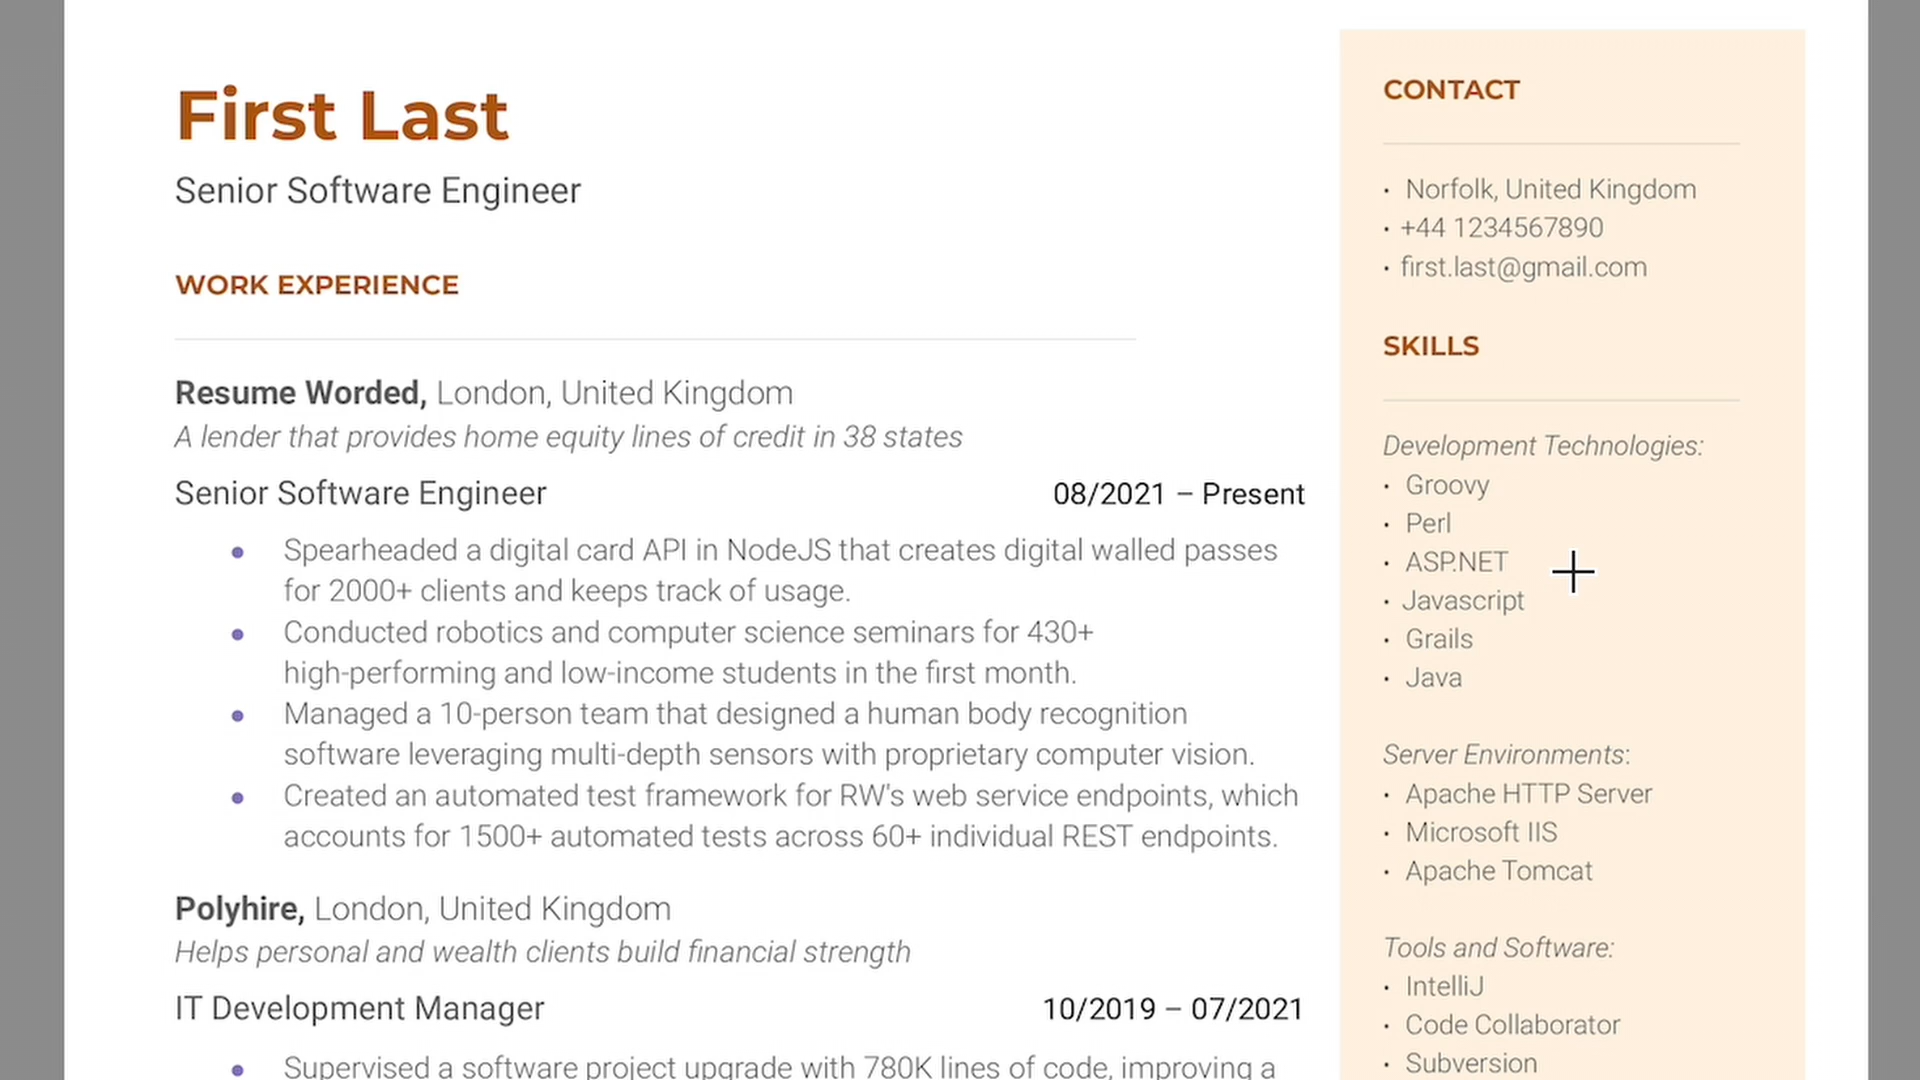 First Last
Senior Software Engineer
WORK EXPERIENCE
Resume Worded, London, United Kingdom
A lender that provides home equity lines of credit in 38 states
Senior Software Engineer 08/2021 – Present
• Spearheaded a digital card API in NodeJS that creates digital walled passes
for 2000+ clients and keeps track of usage.
• Conducted robotics and computer science seminars for 430+
high-performing and low-income students in the first month.
• Managed a 10-person team that designed a human body recognition
software leveraging multi-depth sensors with proprietary computer vision.
• Created an automated test framework for RW's web service endpoints, which
accounts for 1500+ automated tests across 60+ individual REST endpoints.
Polyhire, London, United Kingdom
Helps personal and wealth clients build financial strength
IT Development Manager 10/2019 – 07/2021
• Supervised a software project upgrade with 780K lines of code, improving a
CONTACT
• Norfolk, United Kingdom
• +44 1234567890
• first.last@gmail.com
SKILLS
Development Technologies:
• Groovy
• Perl
• ASP.NET
• Javascript
• Grails
• Java
Server Environments:
• Apache HTTP Server
• Microsoft IIS
• Apache Tomcat
Tools and Software:
• IntelliJ
• Code Collaborator
• Subversion